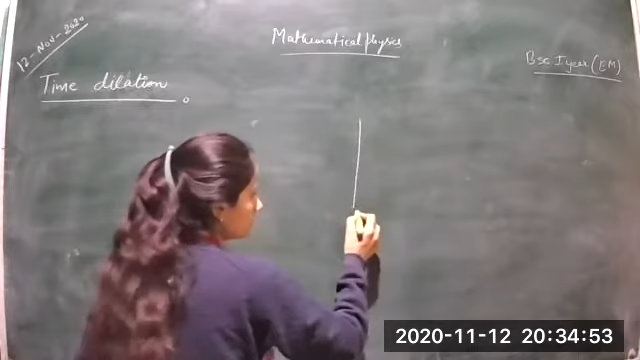 12-Nov-2020
Mathematical physics
Bsc I year (EM)
Time dilation
2020-11-12 20:34:53